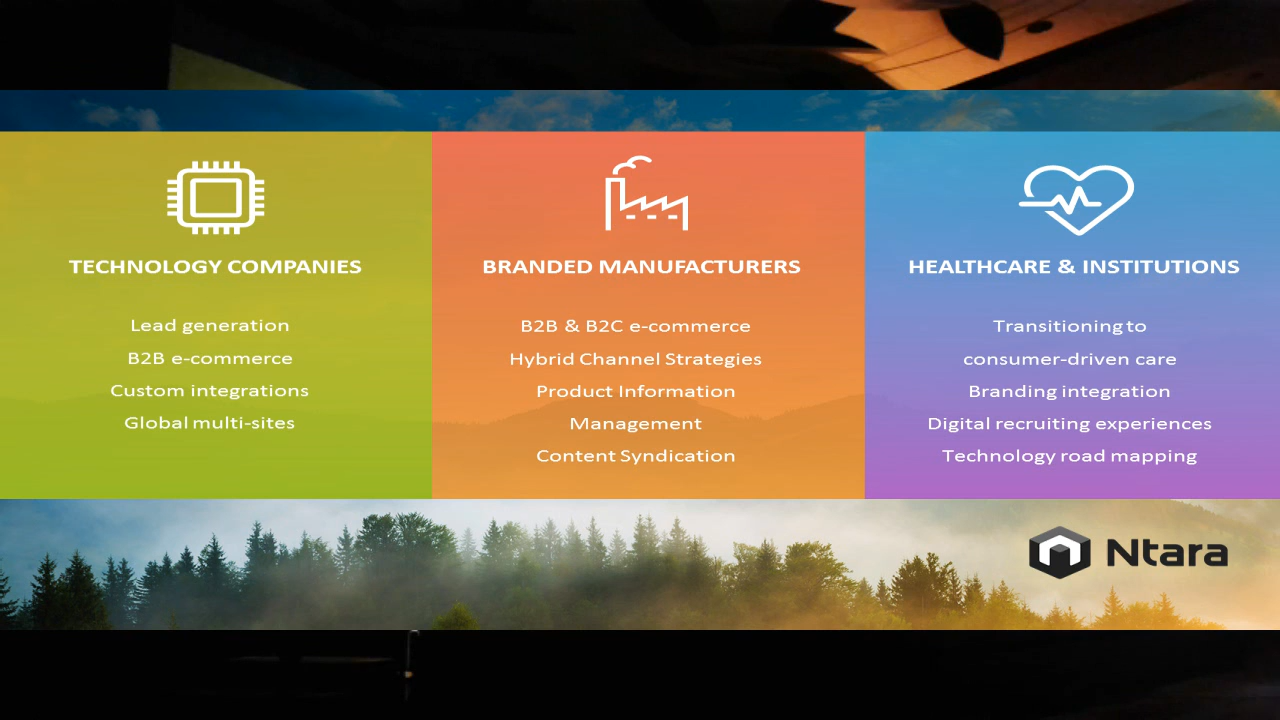 TECHNOLOGY COMPANIES
Lead generation
B2B e-commerce
Custom integrations
Global multi-sites
BRANDED MANUFACTURERS
B2B & B2C e-commerce
Hybrid Channel Strategies
Product Information
Management
Content Syndication
HEALTHCARE & INSTITUTIONS
Transitioning to
consumer-driven care
Branding integration
Digital recruiting experiences
Technology road mapping
Ntara